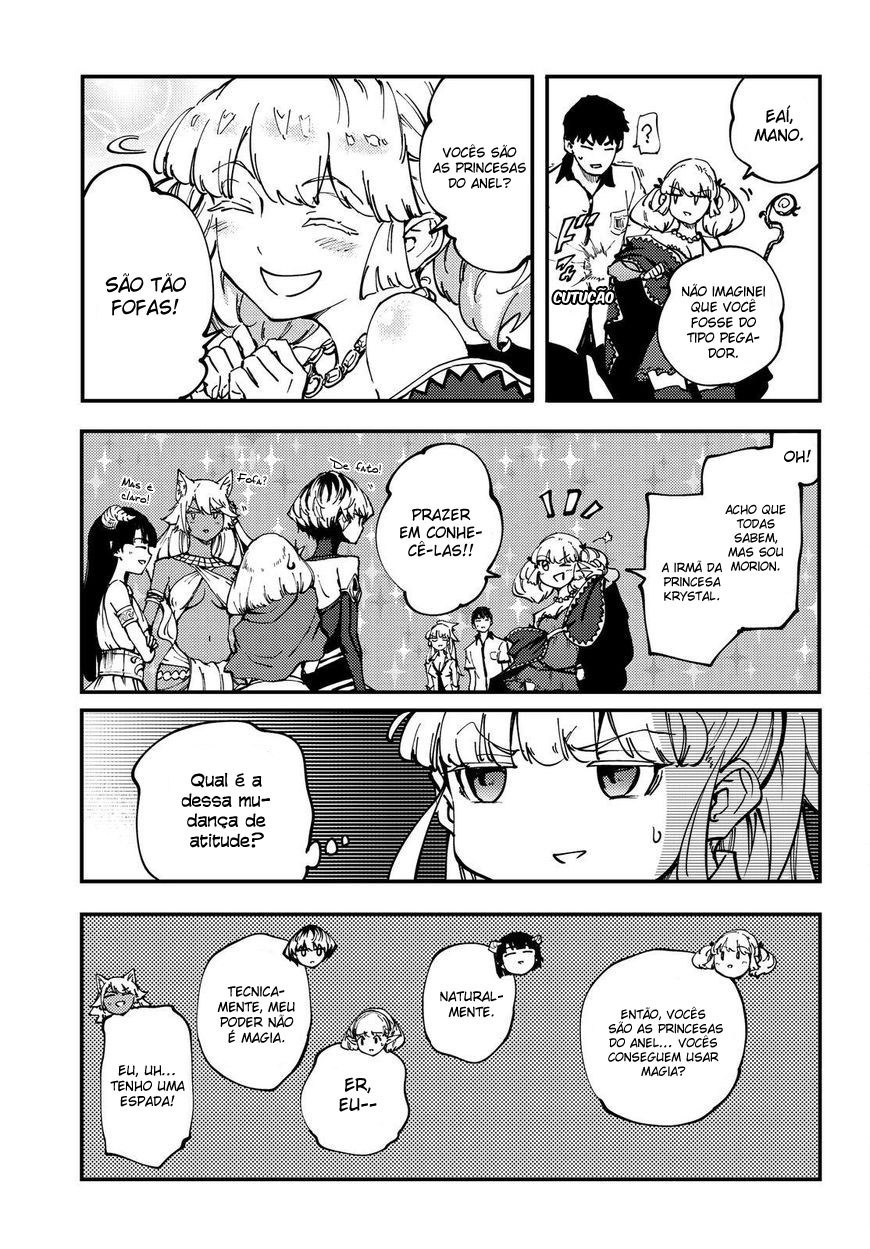 EAÍ,
MANO.
?
CUTUCÃO
NÃO IMAGINEI
QUE VOCÊ
FOSSE DO
TIPO PEGA-
DOR.
VOCÊS SÃO
AS PRINCESAS
DO ANEL?
SÃO TÃO
FOFAS!
OH!
ACHO QUE
TODAS
SABEM,
MAS SOU
MORION.
A IRMÃ DA
PRINCESA
KRYSTAL.
PRAZER
EM CONHE-
CÊ-LAS!!
De fato!
Fofa?
Mas é
claro!
Qual é a
dessa mu-
dança de
atitude?
ENTÃO, VOCÊS
SÃO AS PRINCESAS
DO ANEL... VOCÊS
CONSEGUEM USAR
MAGIA?
NATURAL-
MENTE.
ER,
EU--
TECNICA-
MENTE, MEU
PODER NÃO
É MAGIA.
EU, UH...
TENHO UMA
ESPADA!